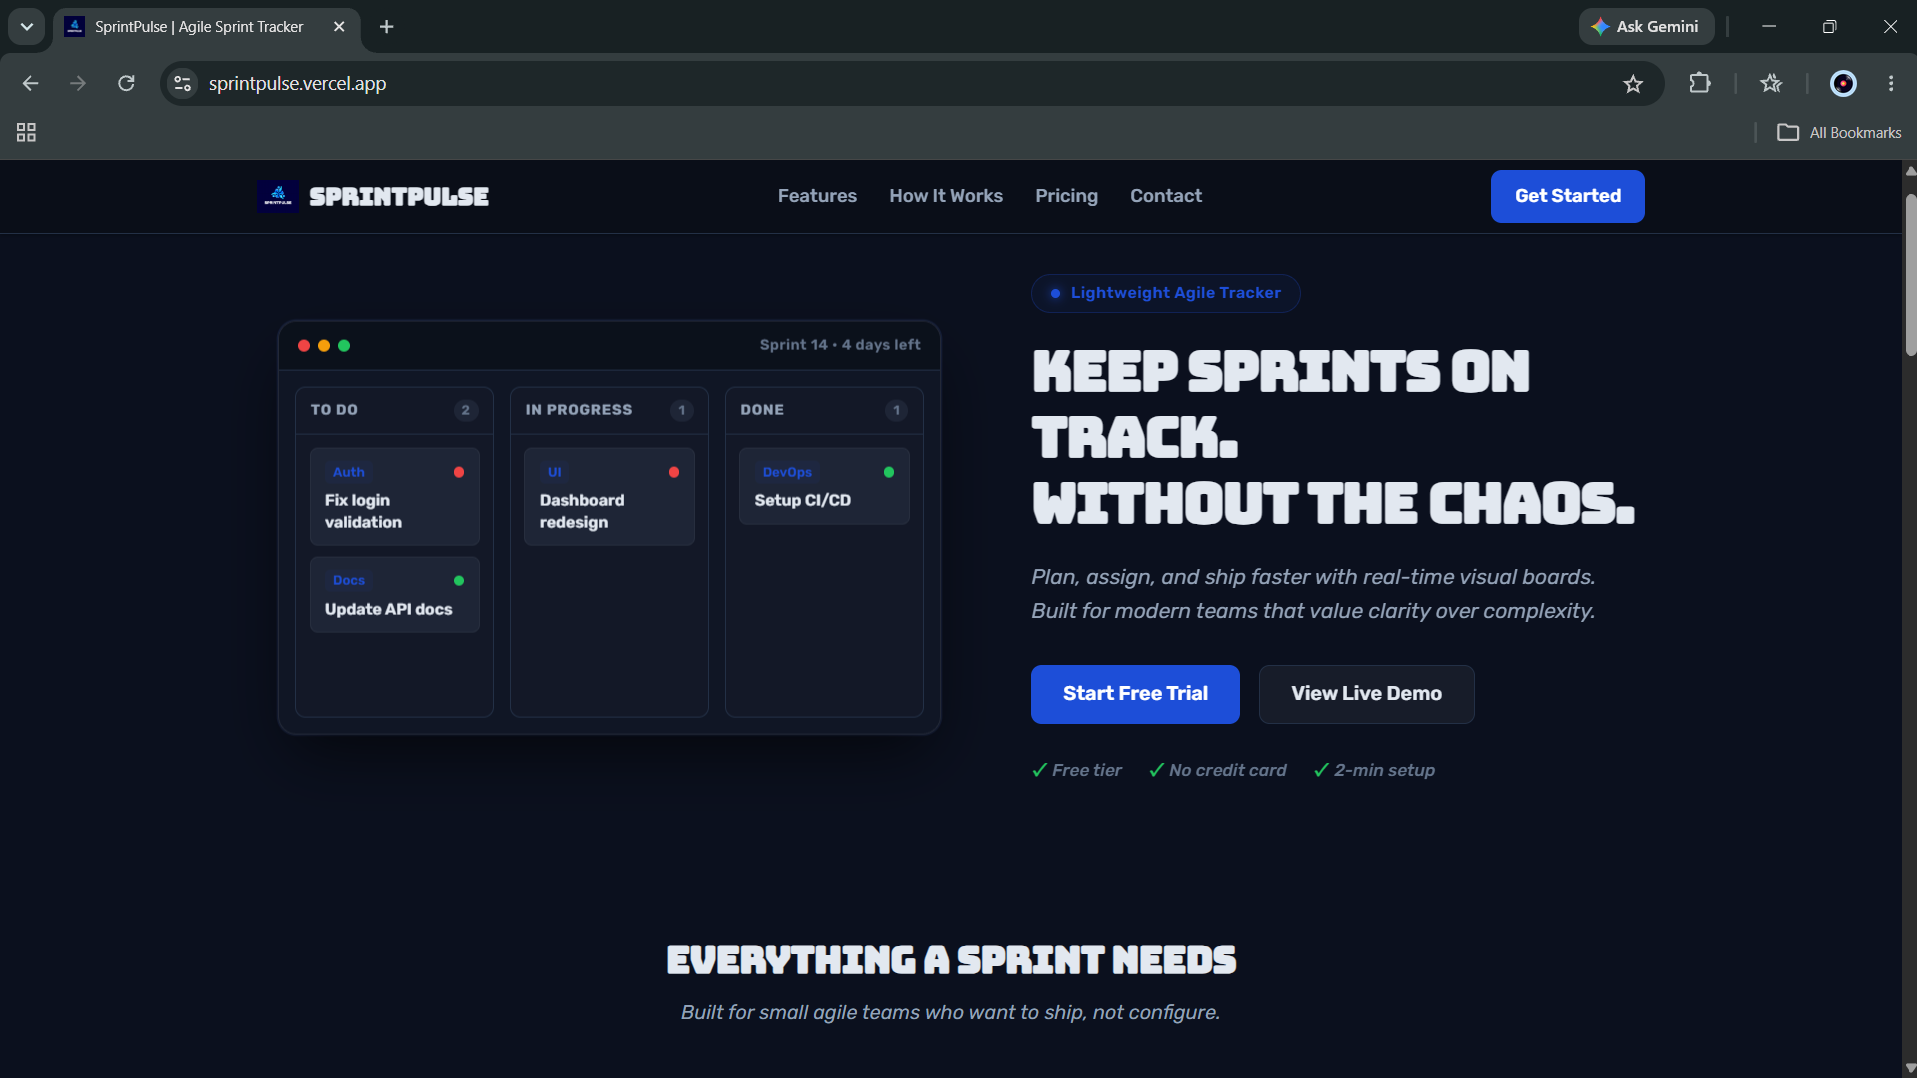 SprintPulse | Agile Sprint Tracker
Ask Gemini
sprintpulse.vercel.app
All Bookmarks
SPRINTPULSE
SPRINTPULSE
Features
How It Works
Pricing
Contact
Get Started
Sprint 14 • 4 days left
TO DO 2
Auth
Fix login
validation
Docs
Update API docs
IN PROGRESS 1
UI
Dashboard
redesign
DONE 1
DevOps
Setup CI/CD
Lightweight Agile Tracker
KEEP SPRINTS ON
TRACK.
WITHOUT THE CHAOS.
Plan, assign, and ship faster with real-time visual boards.
Built for modern teams that value clarity over complexity.
Start Free Trial
View Live Demo
✓ Free tier
✓ No credit card
✓ 2-min setup
EVERYTHING A SPRINT NEEDS
Built for small agile teams who want to ship, not configure.